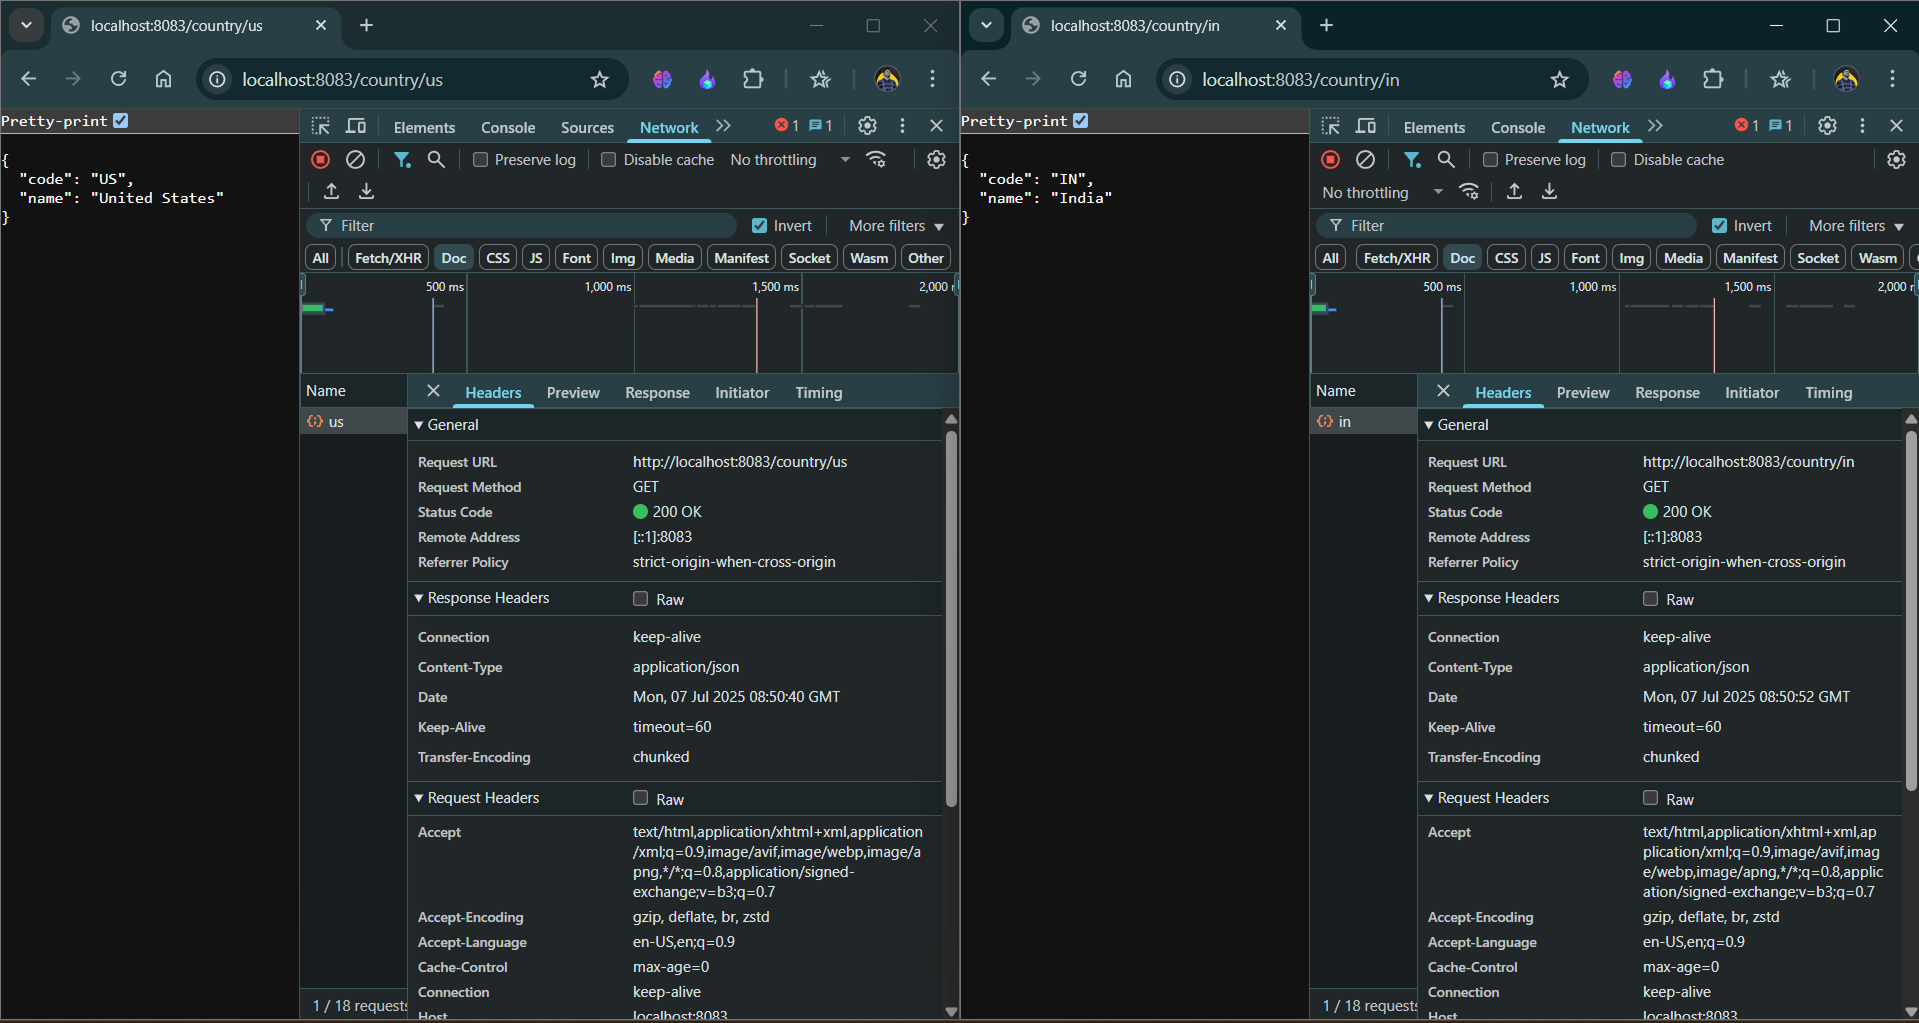 localhost:8083/country/us
localhost:8083/country/us
Pretty-print
{
  "code": "US",
  "name": "United States"
}
Elements Console Sources Network 1 1
Preserve log Disable cache No throttling
Filter Invert More filters
All Fetch/XHR Doc CSS JS Font Img Media Manifest Socket Wasm Other
500 ms 1,000 ms 1,500 ms 2,000
Name Headers Preview Response Initiator Timing
us
General
Request URL http://localhost:8083/country/us
Request Method GET
Status Code 200 OK
Remote Address [::1]:8083
Referrer Policy strict-origin-when-cross-origin
Response Headers Raw
Connection keep-alive
Content-Type application/json
Date Mon, 07 Jul 2025 08:50:40 GMT
Keep-Alive timeout=60
Transfer-Encoding chunked
Request Headers Raw
Accept text/html,application/xhtml+xml,application
/xml;q=0.9,image/avif,image/webp,image/a
png,*/*;q=0.8,application/signed-
exchange;v=b3;q=0.7
Accept-Encoding gzip, deflate, br, zstd
Accept-Language en-US,en;q=0.9
Cache-Control max-age=0
Connection keep-alive
Host localhost:8083
1 / 18 requests
localhost:8083/country/in
localhost:8083/country/in
Pretty-print
{
  "code": "IN",
  "name": "India"
}
Elements Console Network 1 1
Preserve log Disable cache
No throttling
Filter Invert More filters
All Fetch/XHR Doc CSS JS Font Img Media Manifest Socket Wasm
500 ms 1,000 ms 1,500 ms 2,000
Name Headers Preview Response Initiator Timing
in
General
Request URL http://localhost:8083/country/in
Request Method GET
Status Code 200 OK
Remote Address [::1]:8083
Referrer Policy strict-origin-when-cross-origin
Response Headers Raw
Connection keep-alive
Content-Type application/json
Date Mon, 07 Jul 2025 08:50:52 GMT
Keep-Alive timeout=60
Transfer-Encoding chunked
Request Headers Raw
Accept text/html,application/xhtml+xml,ap
plication/xml;q=0.9,image/avif,imag
e/webp,image/apng,*/*;q=0.8,applic
ation/signed-exchange;v=b3;q=0.7
Accept-Encoding gzip, deflate, br, zstd
Accept-Language en-US,en;q=0.9
Cache-Control max-age=0
Connection keep-alive
Host localhost:8083
1 / 18 requests